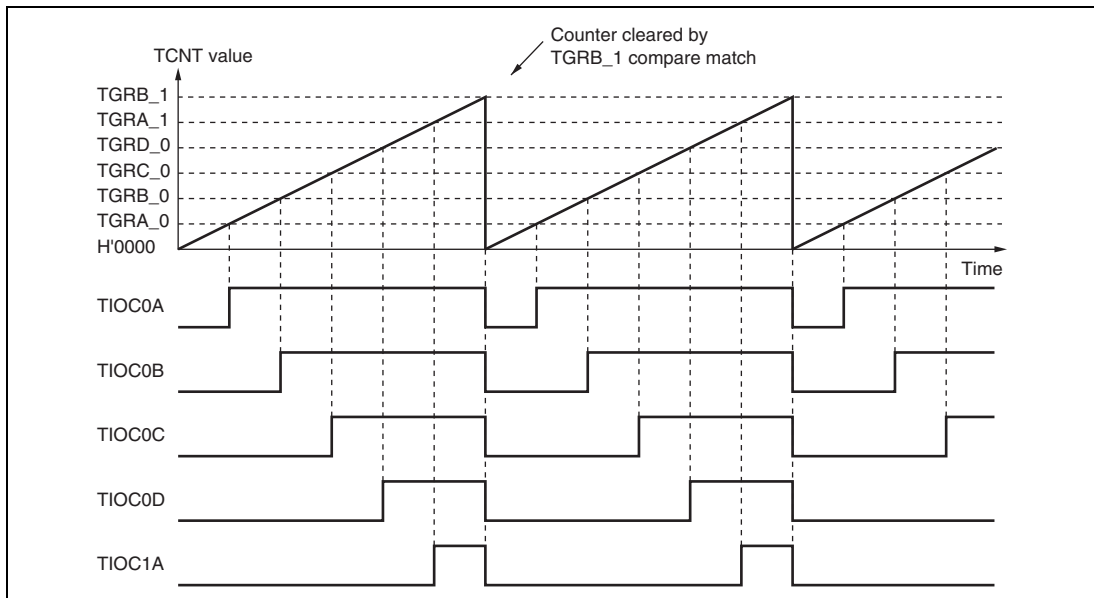 Counter cleared by
TGRB_1 compare match
TCNT value
TGRB_1
TGRA_1
TGRD_0
TGRC_0
TGRB_0
TGRA_0
H'0000
Time
TIOC0A
TIOC0B
TIOC0C
TIOC0D
TIOC1A